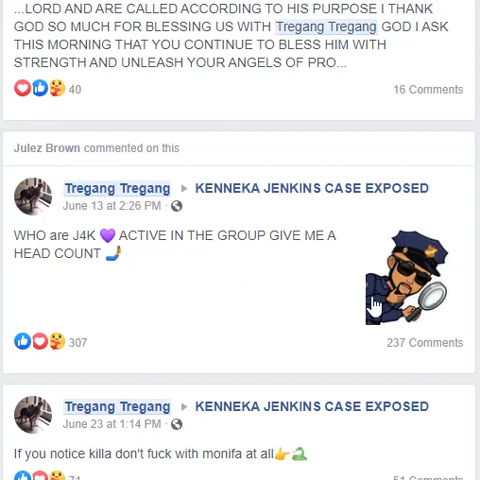 ...LORD AND ARE CALLED ACCORDING TO HIS PURPOSE I THANK
GOD SO MUCH FOR BLESSING US WITH Tregang Tregang GOD I ASK
THIS MORNING THAT YOU CONTINUE TO BLESS HIM WITH
STRENGTH AND UNLEASH YOUR ANGELS OF PRO...
40 16 Comments
Julez Brown commented on this
Tregang Tregang ▸ KENNEKA JENKINS CASE EXPOSED
June 13 at 2:26 PM ·
WHO are J4K 💜 ACTIVE IN THE GROUP GIVE ME A
HEAD COUNT 🤳
307 237 Comments
Tregang Tregang ▸ KENNEKA JENKINS CASE EXPOSED
June 23 at 1:14 PM ·
If you notice killa don't fuck with monifa at all👉🐍
71 51 Comments